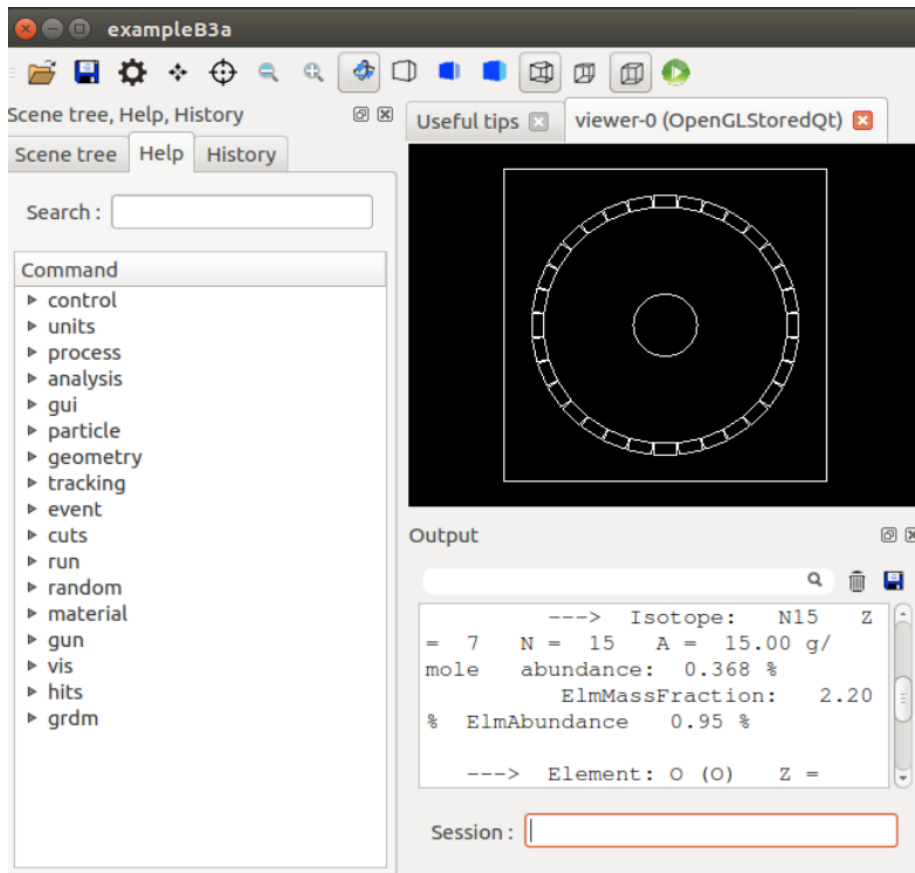 exampleB3a
Scene tree, Help, History
Scene tree Help History
Search :
Command
control
units
process
analysis
gui
particle
geometry
tracking
event
cuts
run
random
material
gun
vis
hits
grdm
Useful tips viewer-0 (OpenGLStoredQt)
Output
---> Isotope: N15 Z
= 7 N = 15 A = 15.00 g/
mole abundance: 0.368 %
ElmMassFraction: 2.20
% ElmAbundance 0.95 %
---> Element: O (O) Z =
Session :